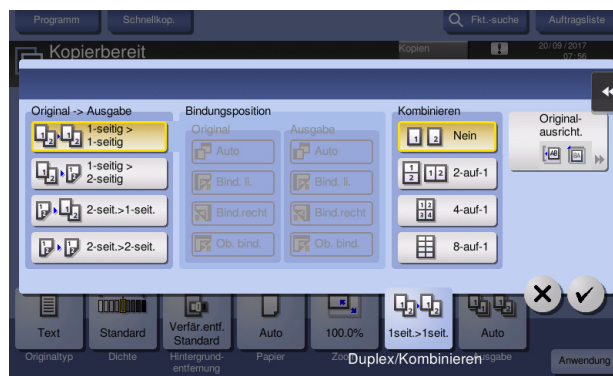 Programm
Schnellkop.
Fkt.-suche
Auftragsliste
Kopierbereit
Kopien
20/09/2017
07:56
Original -> Ausgabe
1-seitig >
1-seitig
1-seitig >
2-seitig
2-seit.>1-seit.
2-seit.>2-seit.
Bindungsposition
Original
Ausgabe
Auto
Auto
Bind. li.
Bind. li.
Bind.recht
Bind.recht
Ob. bind.
Ob. bind.
Kombinieren
Nein
2-auf-1
4-auf-1
8-auf-1
Original-
ausricht.
Text
Standard
Verfär.entf.
Standard
Auto
100.0%
1seit.>1seit.
Auto
Originaltyp
Dichte
Hintergrund-
entfernung
Papier
Duplex/Kombinieren
Anwendung